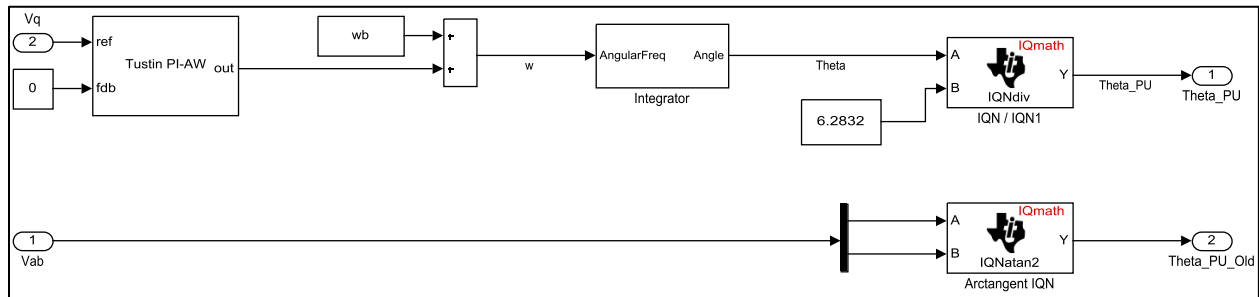 Vq
2
ref
Tustin PI-AW
out
0
fdb
wb
+
+
w
AngularFreq
Angle
Integrator
Theta
6.2832
IQmath
A
B
Y
IQNdiv
IQN / IQN1
Theta_PU
1
Theta_PU
1
Vab
IQmath
A
B
Y
IQNatan2
Arctangent IQN
2
Theta_PU_Old